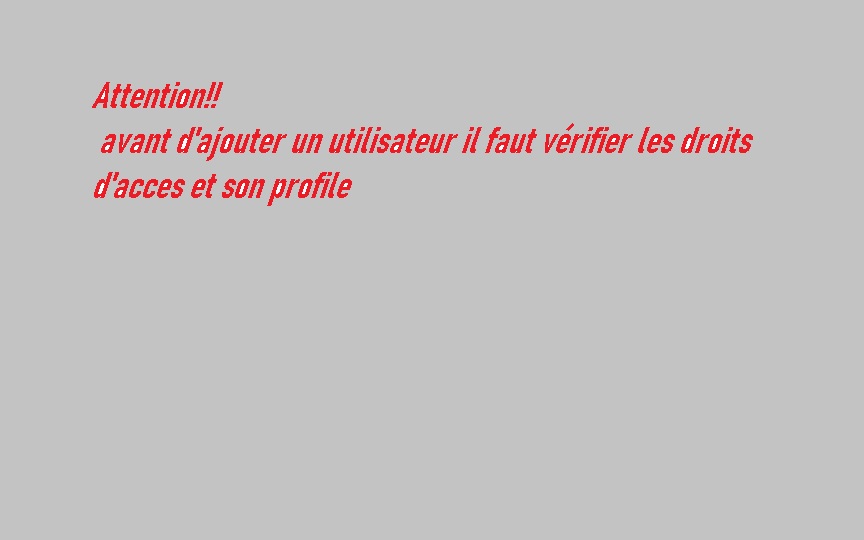 Attention!!
avant d'ajouter un utilisateur il faut vérifier les droits
d'acces et son profile